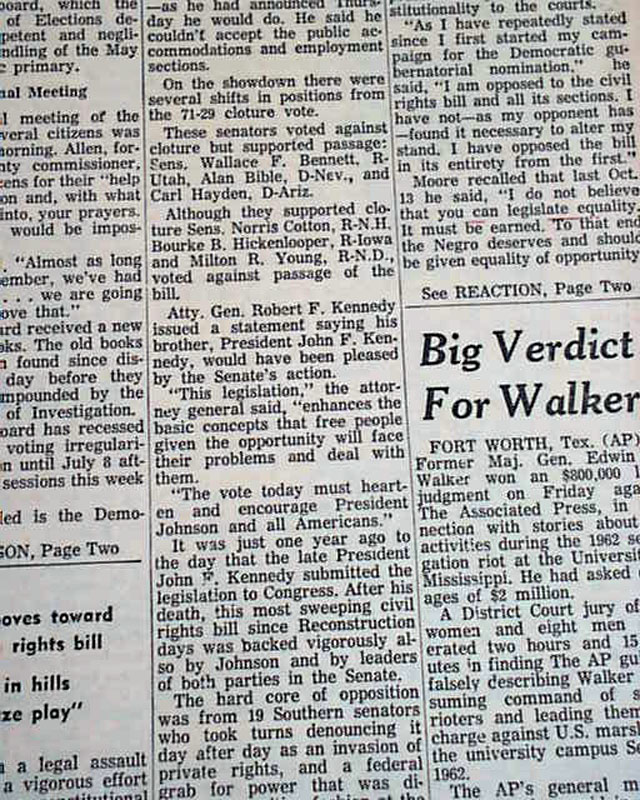 board, which the
of Elections de-
petent and negli-
ndling of the May
c primary.
nal Meeting
l meeting of the
veral citizens was
morning. Allen, for-
nty commissioner,
zens for their "help
on and, with what
into, your prayers.
would be impos-
. "Almost as long
ember, we've had
. . . we are going
ove that."
ard received a new
oks. The old books
n found since dis-
day before they
mpounded by the
of Investigation.
oard has recessed
voting irregulari-
n until July 8 aft-
sessions this week
led is the Demo-
SON, Page Two
oves toward
rights bill
in hills
ze play"
a legal assault
a vigorous effort
constitutional
—as he had announced Thurs-
day he would do. He said he
couldn't accept the public ac-
commodations and employment
sections.
On the showdown there were
several shifts in positions from
the 71-29 cloture vote.
These senators voted against
cloture but supported passage:
Sens. Wallace F. Bennett, R-
Utah, Alan Bible, D-Nev., and
Carl Hayden, D-Ariz.
Although they supported clo-
ture Sens. Norris Cotton, R-N.H.
Bourke B. Hickenlooper, R-Iowa
and Milton R. Young, R-N.D.,
voted against passage of the
bill.
Atty. Gen. Robert F. Kennedy
issued a statement saying his
brother, President John F. Ken-
nedy, would have been pleased
by the Senate's action.
"This legislation," the attor-
ney general said, "enhances the
basic concepts that free people
given the opportunity will face
their problems and deal with
them.
"The vote today must heart-
en and encourage President
Johnson and all Americans."
It was just one year ago to
the day that the late President
John F. Kennedy submitted the
legislation to Congress. After his
death, this most sweeping civil
rights bill since Reconstruction
days was backed vigorously al-
so by Johnson and by leaders
of both parties in the Senate.
The hard core of opposition
was from 19 Southern senators
who took turns denouncing it
day after day as an invasion of
private rights, and a federal
grab for power that was di-
stitutionality to the courts.
"As I have repeatedly stated
since I first started my cam-
paign for the Democratic gu-
bernatorial nomination," he
said, "I am opposed to the civil
rights bill and all its sections. I
have not—as my opponent has
—found it necessary to alter my
stand. I have opposed the bill
in its entirety from the first."
Moore recalled that last Oct.
13 he said, "I do not believe
that you can legislate equality.
It must be earned. To that end
the Negro deserves and should
be given equality of opportunity
See REACTION, Page Two
Big Verdict
For Walker
FORT WORTH, Tex. (AP)
Former Maj. Gen. Edwin
Walker won an $800,000 l
judgment on Friday aga
The Associated Press, in
nection with stories about
activities during the 1962 se
gation riot at the Universit
Mississippi. He had asked
ages of $2 million.
A District Court jury of
women and eight men
erated two hours and 15
utes in finding The AP gu
falsely describing Walker
suming command of s
rioters and leading them
charge against U.S. marsh
the university campus Se
1962.
The AP's general m